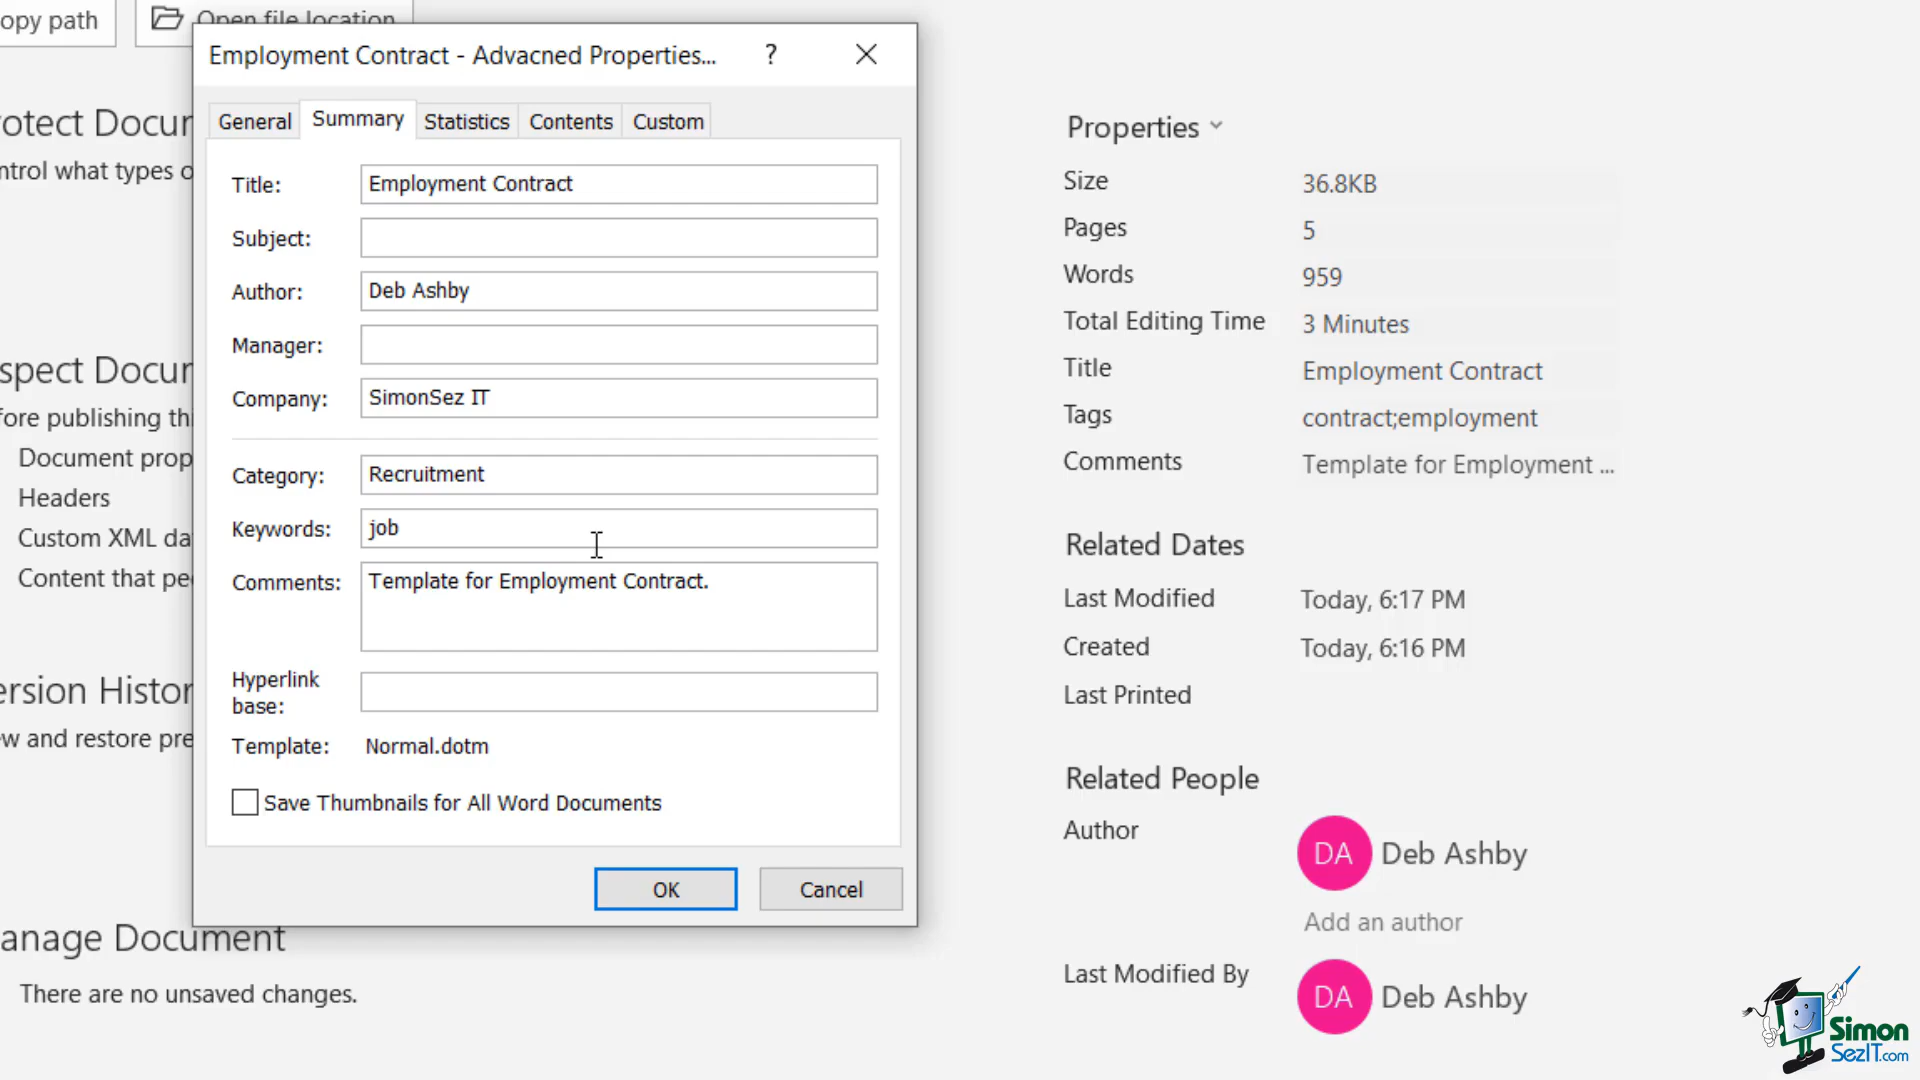 opy path
Open file location
Employment Contract - Advacned Properties...
?
General
Summary
Statistics
Contents
Custom
Title:
Employment Contract
Subject:
Author:
Deb Ashby
Manager:
Company:
SimonSez IT
Category:
Recruitment
Keywords:
job
Comments:
Template for Employment Contract.
Hyperlink
base:
Template:
Normal.dotm
Save Thumbnails for All Word Documents
OK
Cancel
otect Docur
ntrol what types o
spect Docur
fore publishing thi
Document prop
Headers
Custom XML da
Content that pe
ersion Histor
w and restore pre
anage Document
There are no unsaved changes.
Properties
Size
36.8KB
Pages
5
Words
959
Total Editing Time
3 Minutes
Title
Employment Contract
Tags
contract;employment
Comments
Template for Employment ...
Related Dates
Last Modified
Today, 6:17 PM
Created
Today, 6:16 PM
Last Printed
Related People
Author
DA
Deb Ashby
Add an author
Last Modified By
DA
Deb Ashby
Simon
SezIT.com